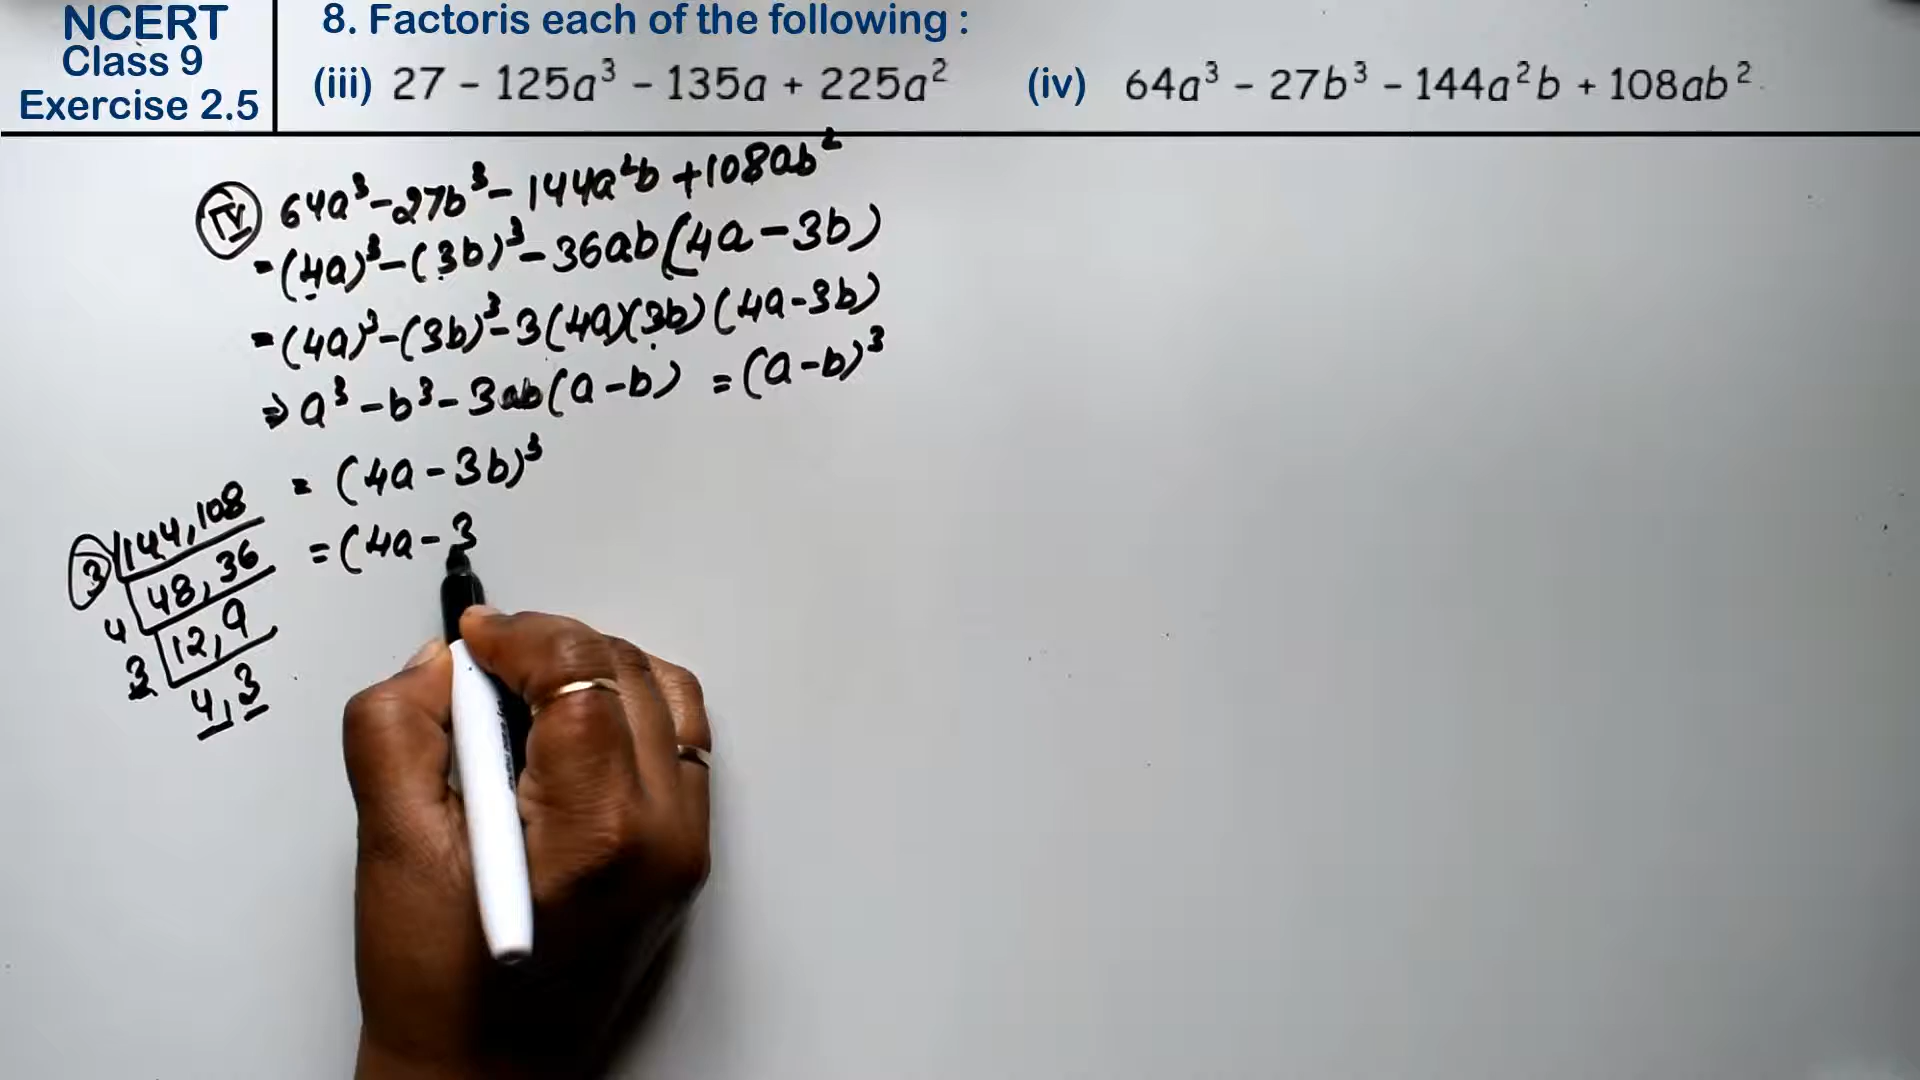 NCERT
Class 9
Exercise 2.5
8. Factoris each of the following :
(iii) 27 − 125a³ − 135a + 225a² (iv) 64a³ − 27b³ − 144a²b + 108ab²
IV 64a³ − 27b³ − 144a²b + 108ab²
= (4a)³ − (3b)³ − 36ab(4a − 3b)
= (4a)³ − (3b)³ − 3(4a)(3b)(4a − 3b)
⇒ a³ − b³ − 3ab(a − b) = (a − b)³
= (4a − 3b)³
= (4a − 3
3 144, 108
4 48, 36
3 12, 9
4, 3